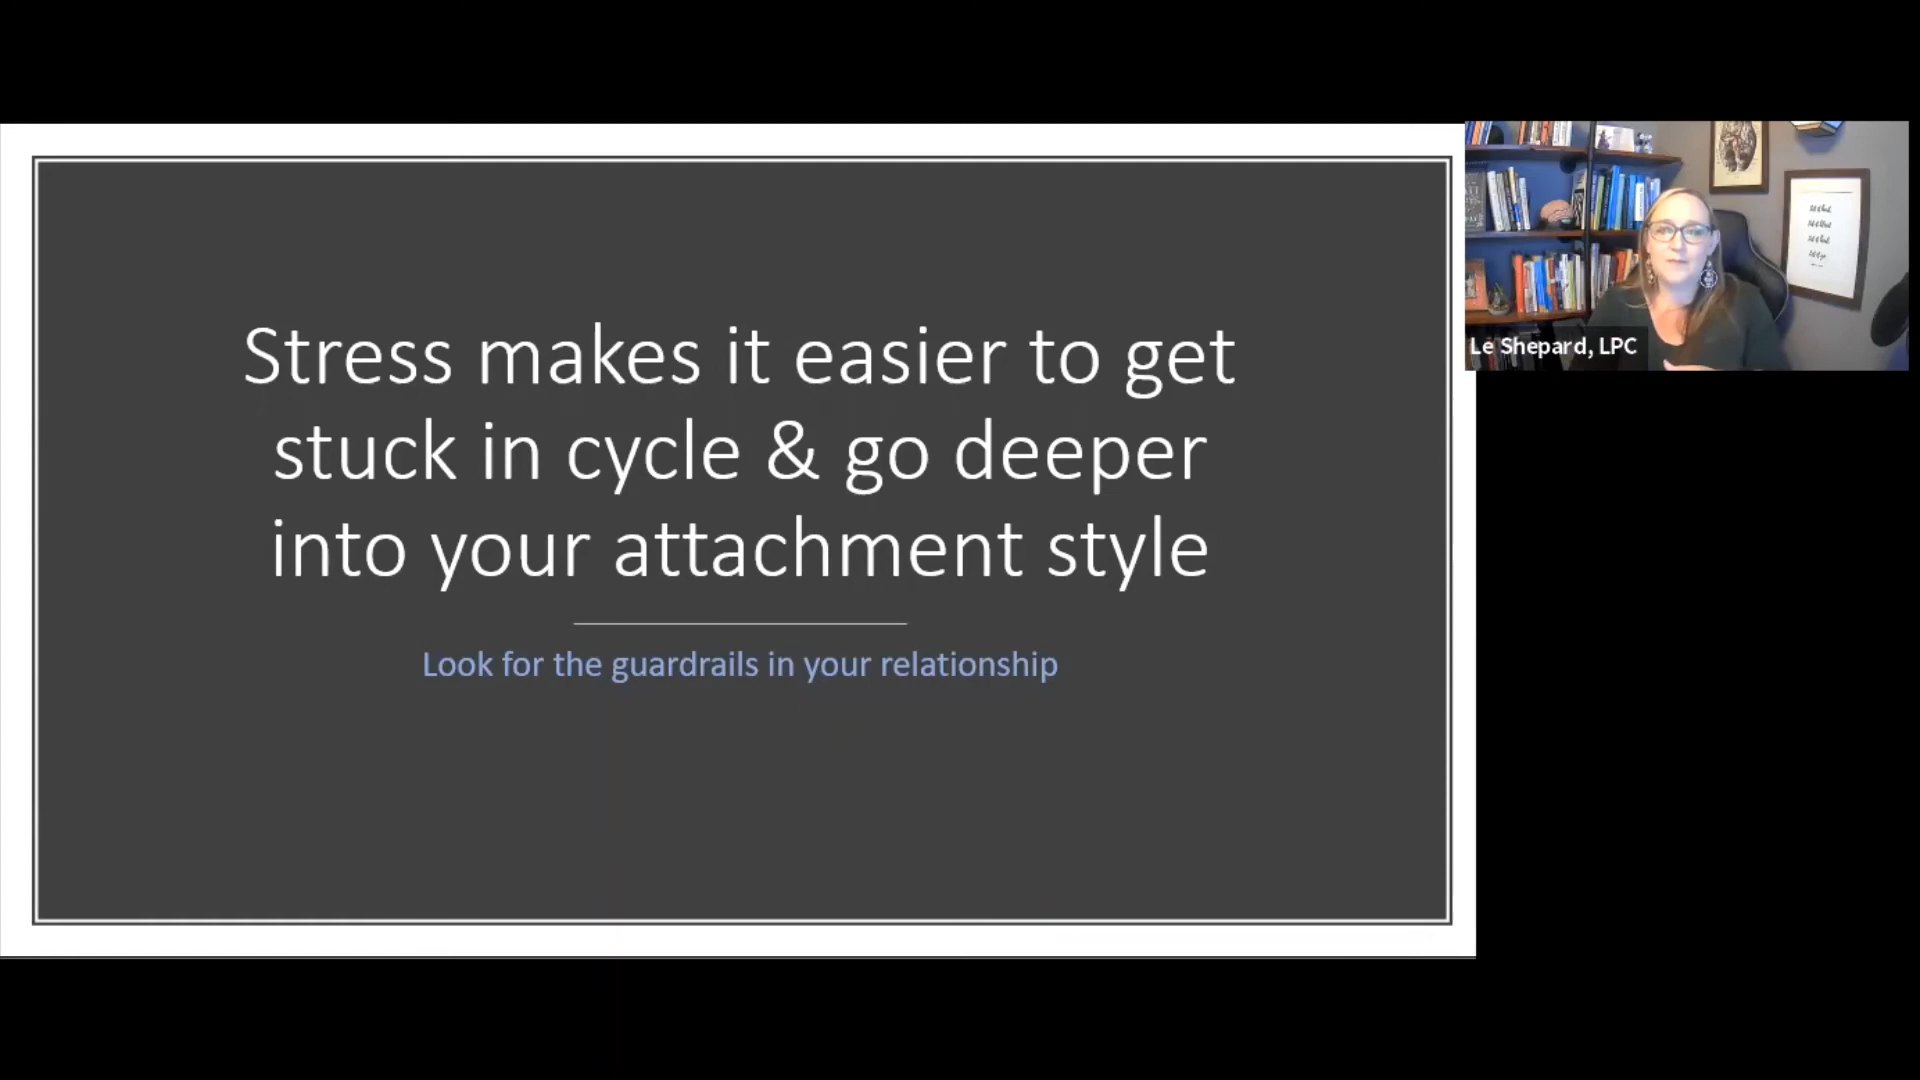 Stress makes it easier to get
stuck in cycle & go deeper
into your attachment style
Look for the guardrails in your relationship
Le Shepard, LPC